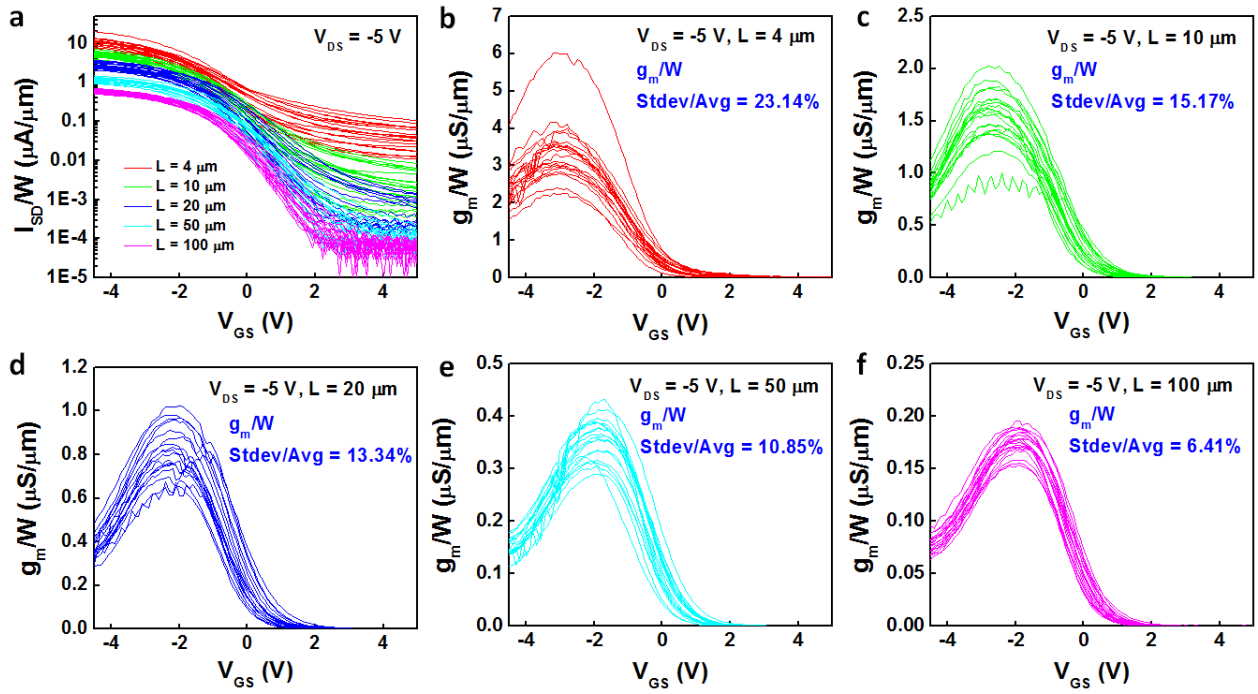 a
V_DS = -5 V
I_SD/W (μA/μm)
10
1
0.1
0.01
1E-3
1E-4
1E-5
L = 4 μm
L = 10 μm
L = 20 μm
L = 50 μm
L = 100 μm
-4 -2 0 2 4
V_GS (V)
b
V_DS = -5 V, L = 4 μm
g_m/W
Stdev/Avg = 23.14%
g_m/W (μS/μm)
7
6
5
4
3
2
1
0
-4 -2 0 2 4
V_GS (V)
c
V_DS = -5 V, L = 10 μm
g_m/W
Stdev/Avg = 15.17%
g_m/W (μS/μm)
2.5
2.0
1.5
1.0
0.5
0.0
-4 -2 0 2 4
V_GS (V)
d
V_DS = -5 V, L = 20 μm
g_m/W
Stdev/Avg = 13.34%
g_m/W (μS/μm)
1.2
1.0
0.8
0.6
0.4
0.2
0.0
-4 -2 0 2 4
V_GS (V)
e
V_DS = -5 V, L = 50 μm
g_m/W
Stdev/Avg = 10.85%
g_m/W (μS/μm)
0.5
0.4
0.3
0.2
0.1
0.0
-4 -2 0 2 4
V_GS (V)
f
V_DS = -5 V, L = 100 μm
g_m/W
Stdev/Avg = 6.41%
g_m/W (μS/μm)
0.25
0.20
0.15
0.10
0.05
0.00
-4 -2 0 2 4
V_GS (V)